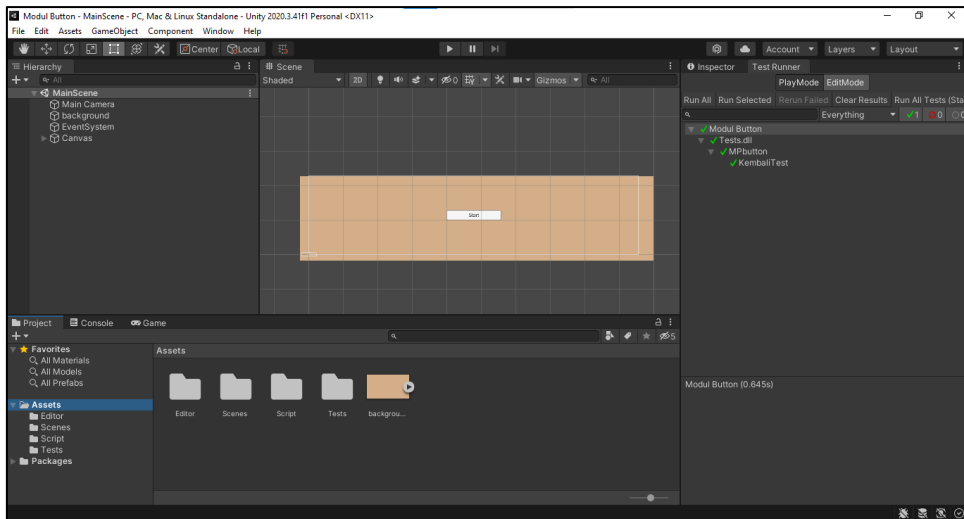 Modul Button - MainScene - PC, Mac & Linux Standalone - Unity 2020.3.41f1 Personal <DX11>
File Edit Assets GameObject Component Window Help
Center Local Account Layers Layout
Hierarchy
All
MainScene
Main Camera
background
EventSystem
Canvas
Scene
Shaded 2D 0 Gizmos All
Start
Inspector Test Runner
PlayMode EditMode
Run All Run Selected Rerun Failed Clear Results Run All Tests (Sta
Everything 1 0 0
Modul Button
Tests.dll
MPbutton
KembaliTest
Modul Button (0.645s)
Project Console Game
5
Favorites
All Materials
All Models
All Prefabs
Assets
Editor
Scenes
Script
Tests
Packages
Assets
Editor Scenes Script Tests backgrou...